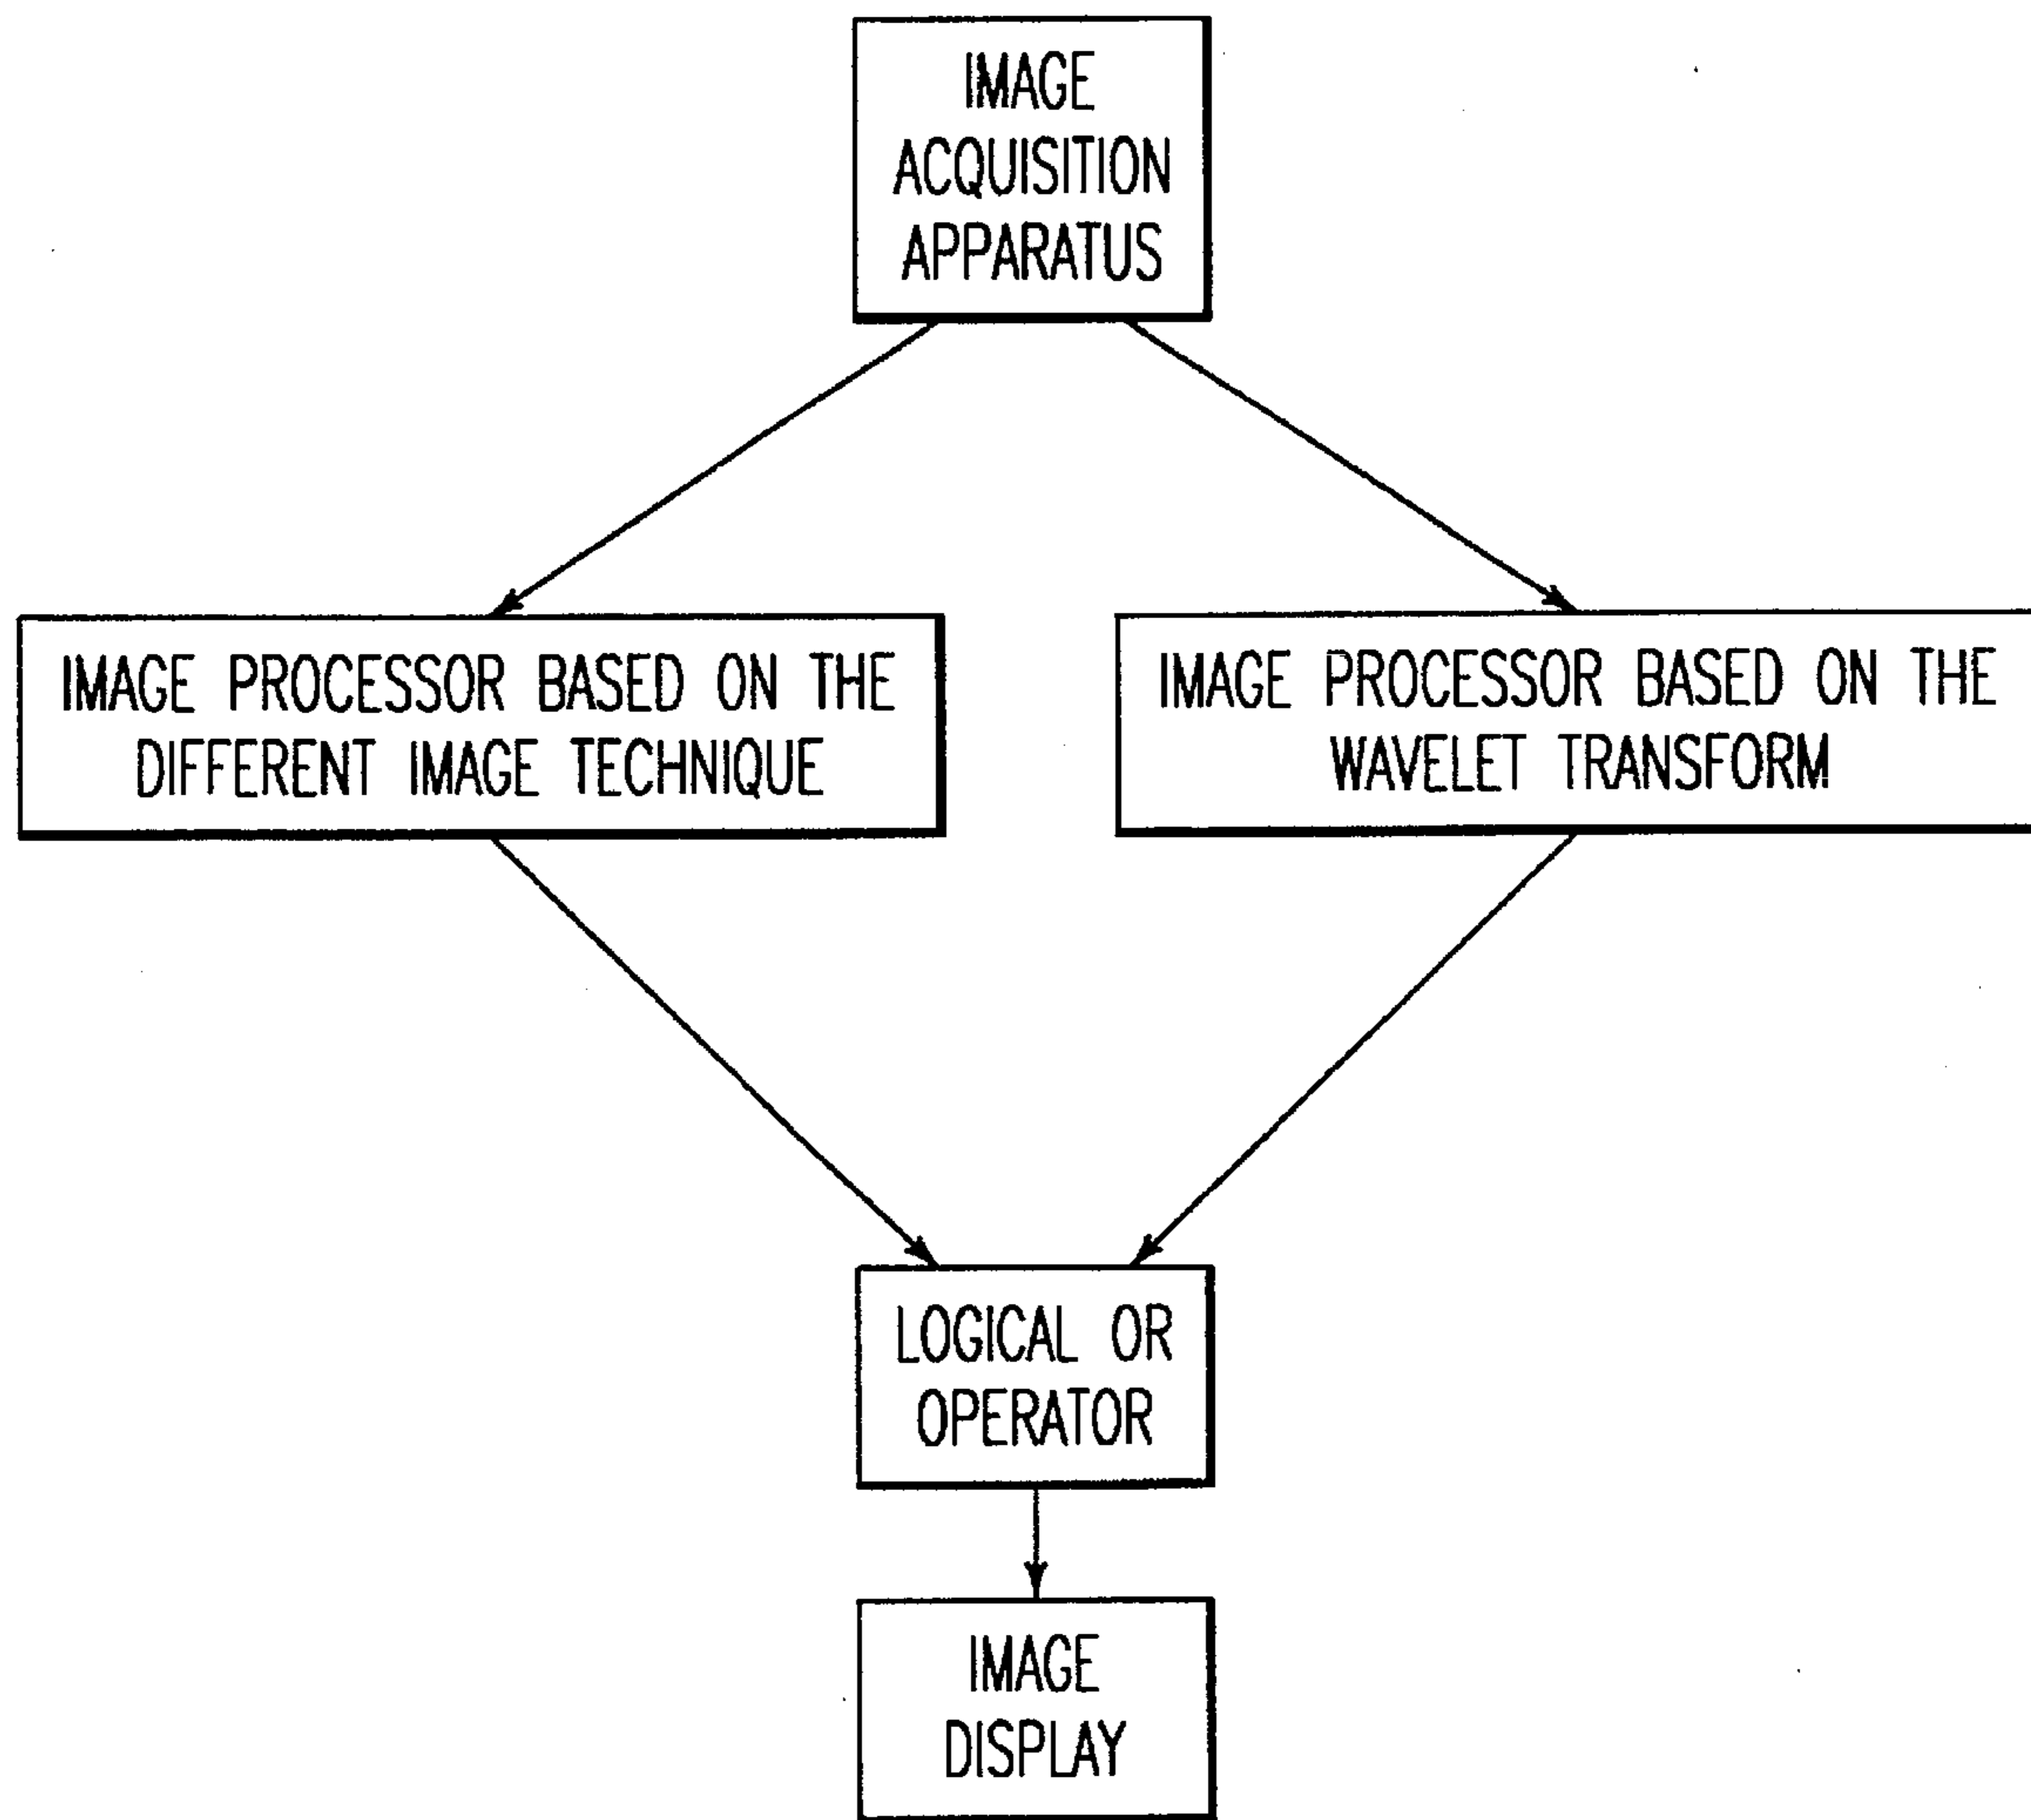 IMAGE
ACQUISITION
APPARATUS
IMAGE PROCESSOR BASED ON THE
DIFFERENT IMAGE TECHNIQUE
IMAGE PROCESSOR BASED ON THE
WAVELET TRANSFORM
LOGICAL OR
OPERATOR
IMAGE
DISPLAY